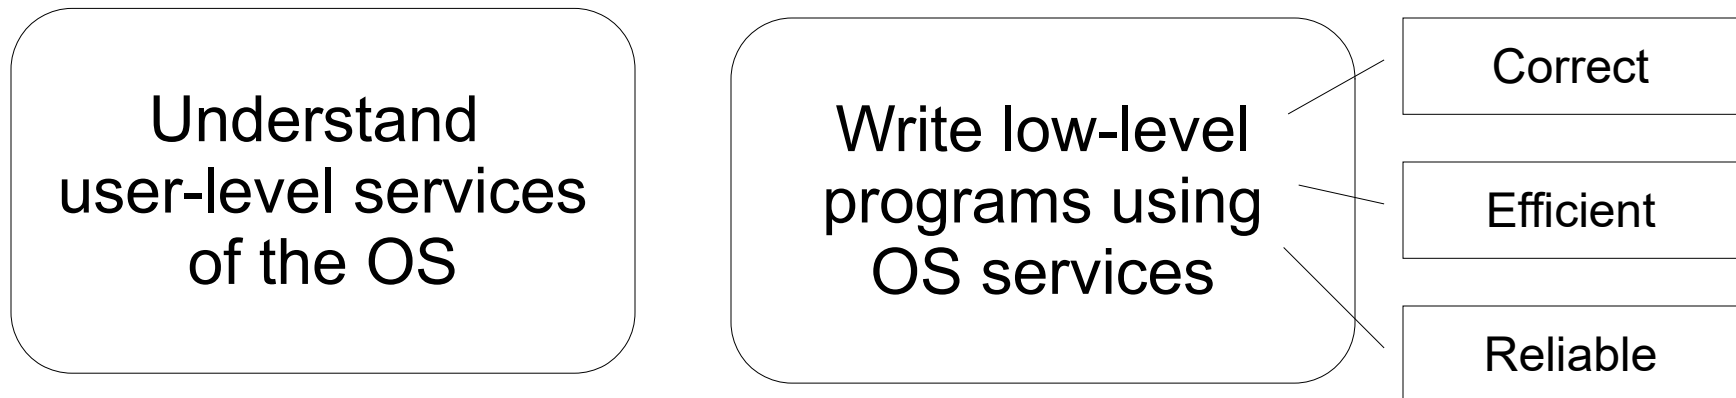 Understand
user-level services
of the OS
Write low-level
programs using
OS services
Correct
Efficient
Reliable